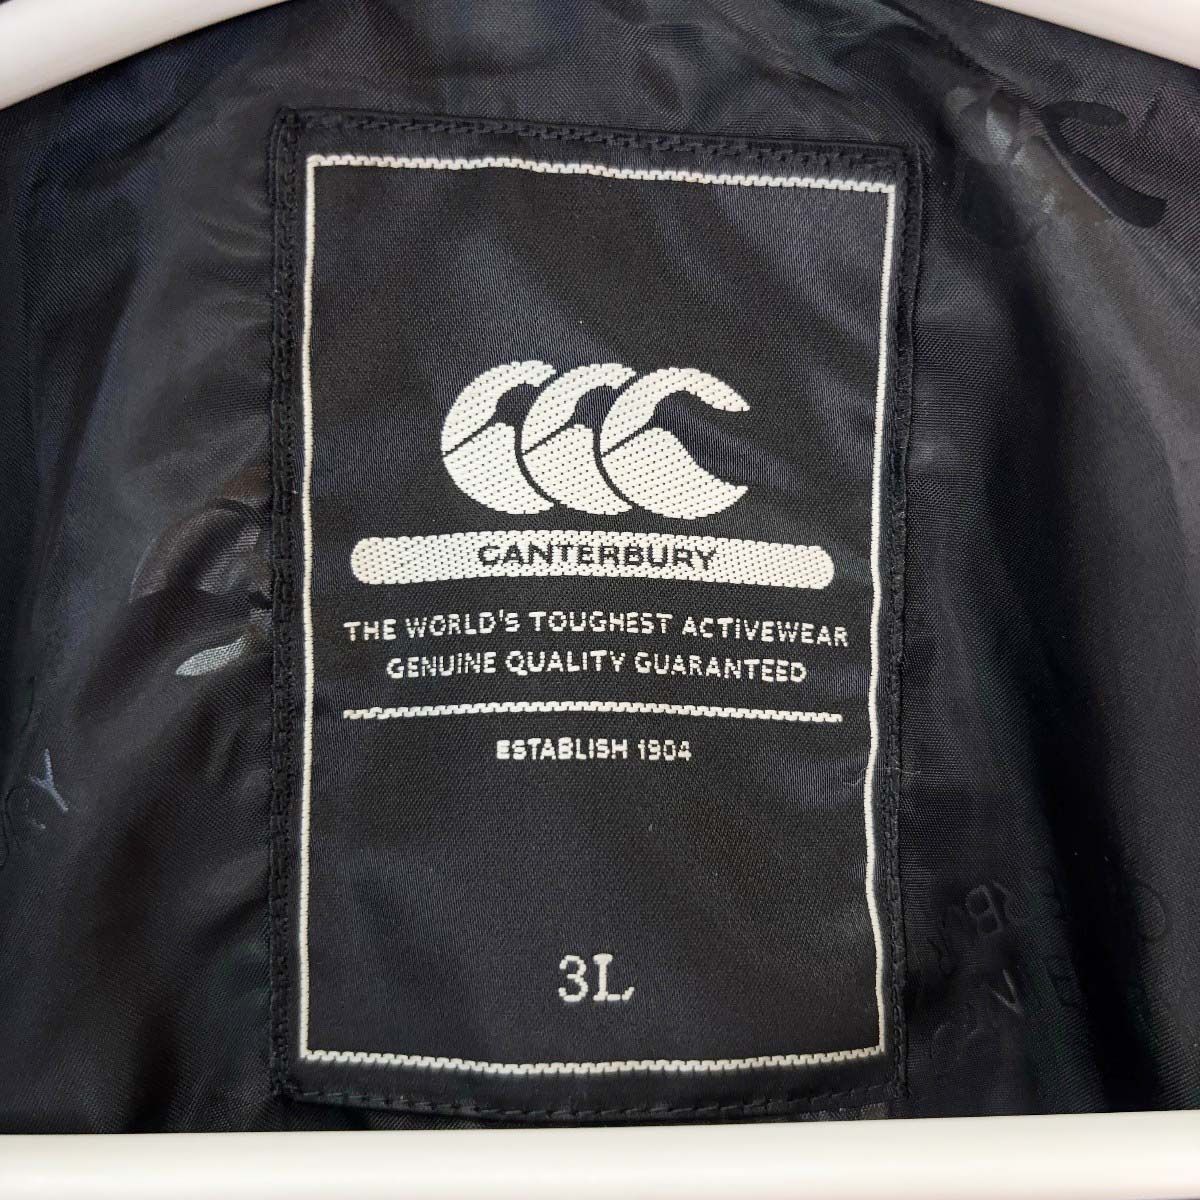 CANTERBURY
THE WORLD'S TOUGHEST ACTIVEWEAR
GENUINE QUALITY GUARANTEED
ESTABLISH 1904
3L